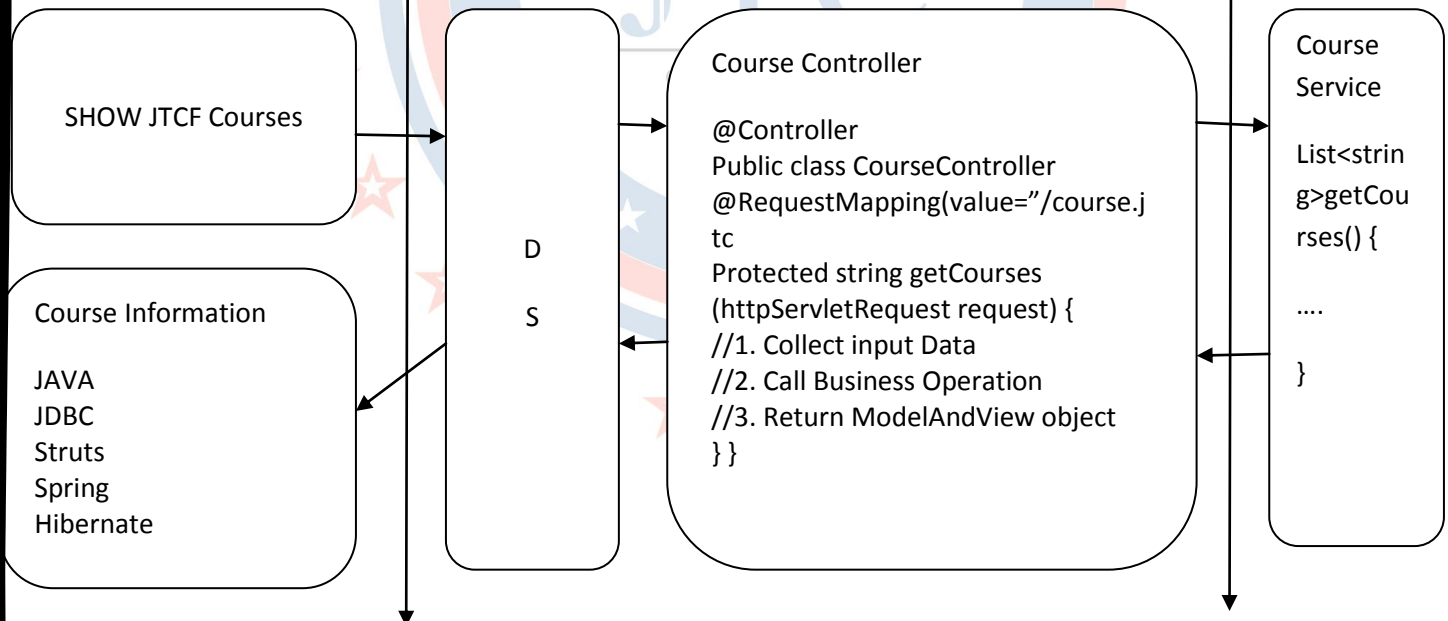 SHOW JTCF Courses
Course Information
JAVA
JDBC
Struts
Spring
Hibernate
D
S
Course Controller
@Controller
Public class CourseController
@RequestMapping(value=”/course.j
tc
Protected string getCourses
(httpServletRequest request) {
//1. Collect input Data
//2. Call Business Operation
//3. Return ModelAndView object
} }
Course
Service
List<strin
g>getCou
rses() {
….
}